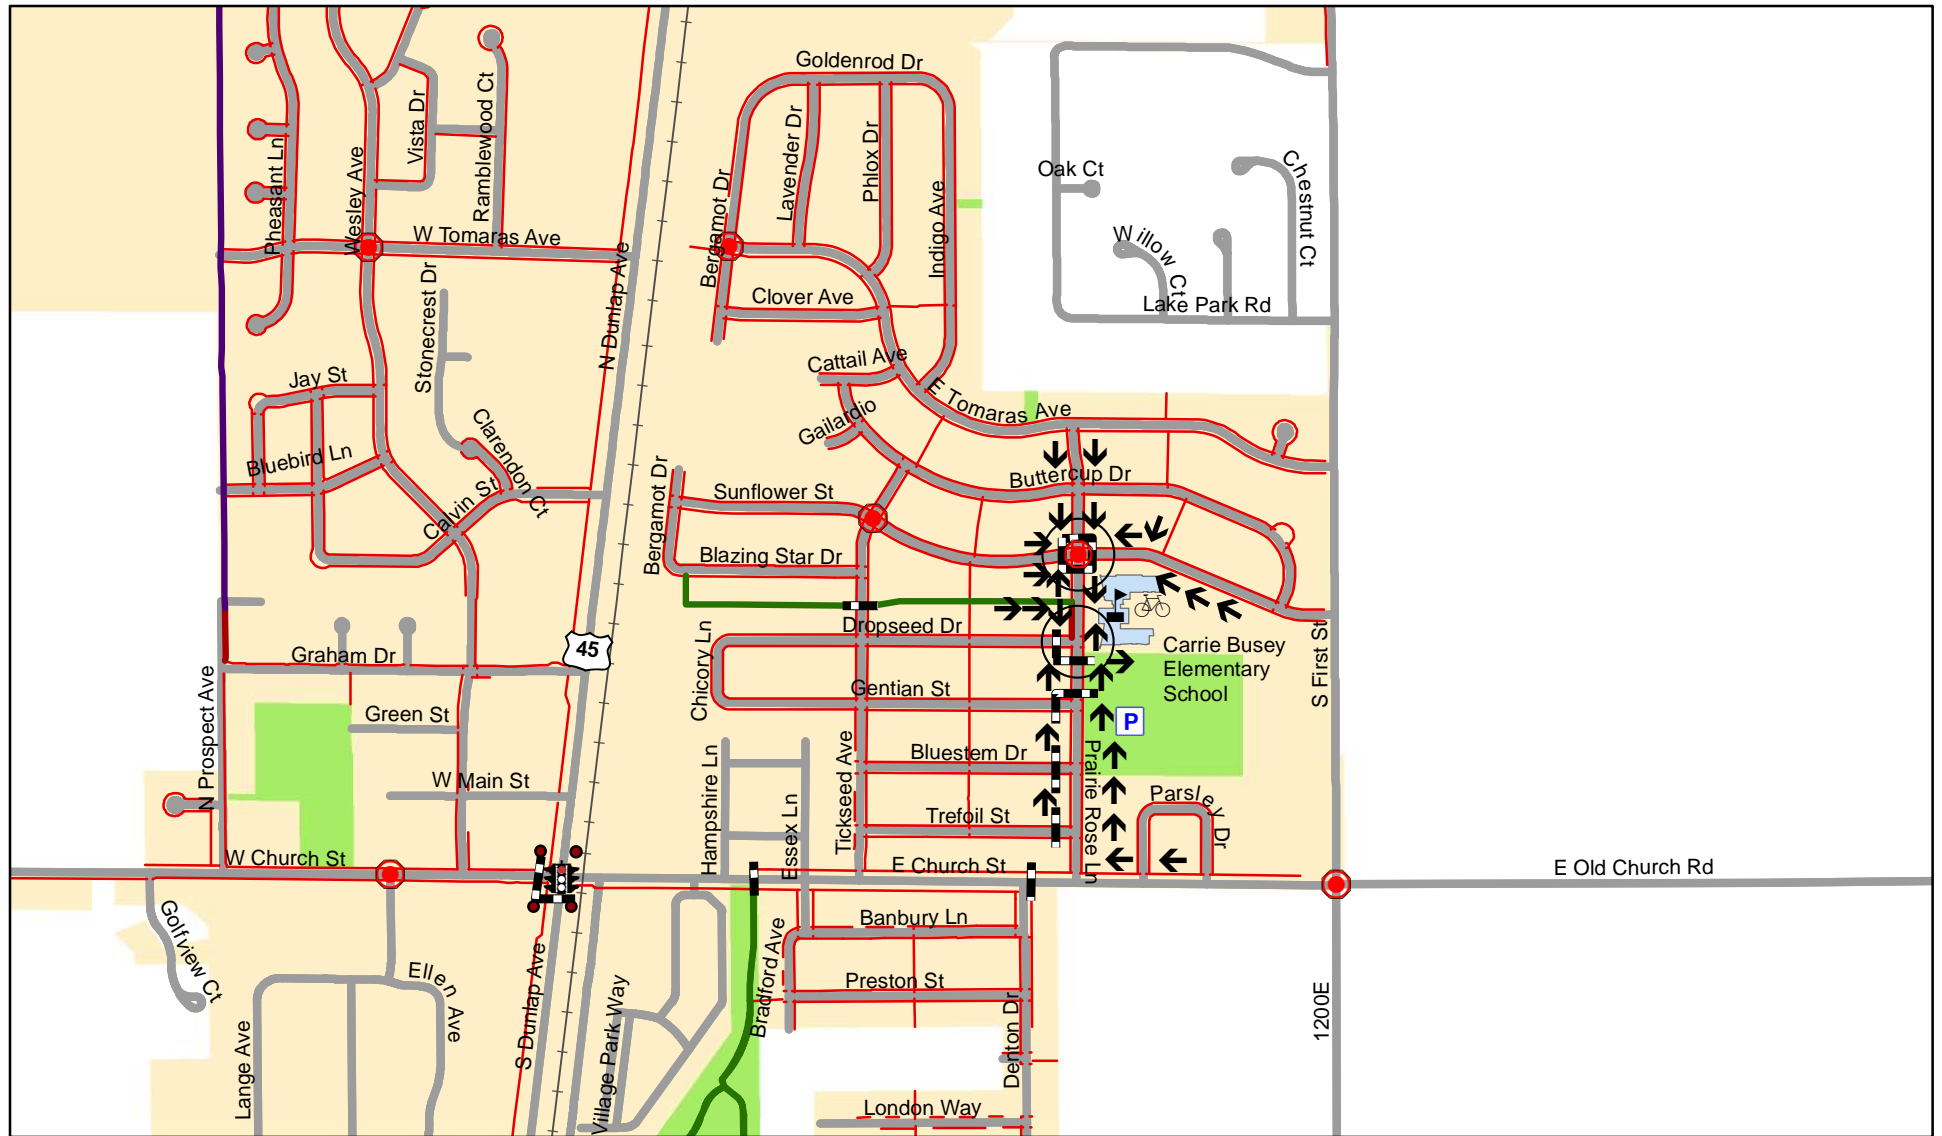 Goldenrod Dr
Vista Dr
Ramblewood Ct
Lavender Dr
Phlox Dr
Pheasant Ln
Wesley Ave
Bergamot Dr
Indigo Ave
Oak Ct
Chestnut Ct
Willow Ct
W Tomaras Ave
N Dunlap Ave
Stonecrest Dr
Clover Ave
Lake Park Rd
Cattail Ave
Jay St
E Tomaras Ave
Gailardio
Clarendon Ct
Bluebird Ln
Calvin St
Bergamot Dr
Sunflower St
Buttercup Dr
Blazing Star Dr
Dropseed Dr
Carrie Busey
Elementary
School
S First St
45
Graham Dr
Chicory Ln
Gentian St
N Prospect Ave
Green St
P
W Main St
Hampshire Ln
Essex Ln
Tickseed Ave
Bluestem Dr
Prairie Rose Ln
Parsley Dr
Trefoil St
W Church St
E Church St
E Old Church Rd
Golfview Ct
Banbury Ln
Bradford Ave
Ellen Ave
Preston St
S Dunlap Ave
Village Park Way
Denton Dr
1200E
Lange Ave
London Way